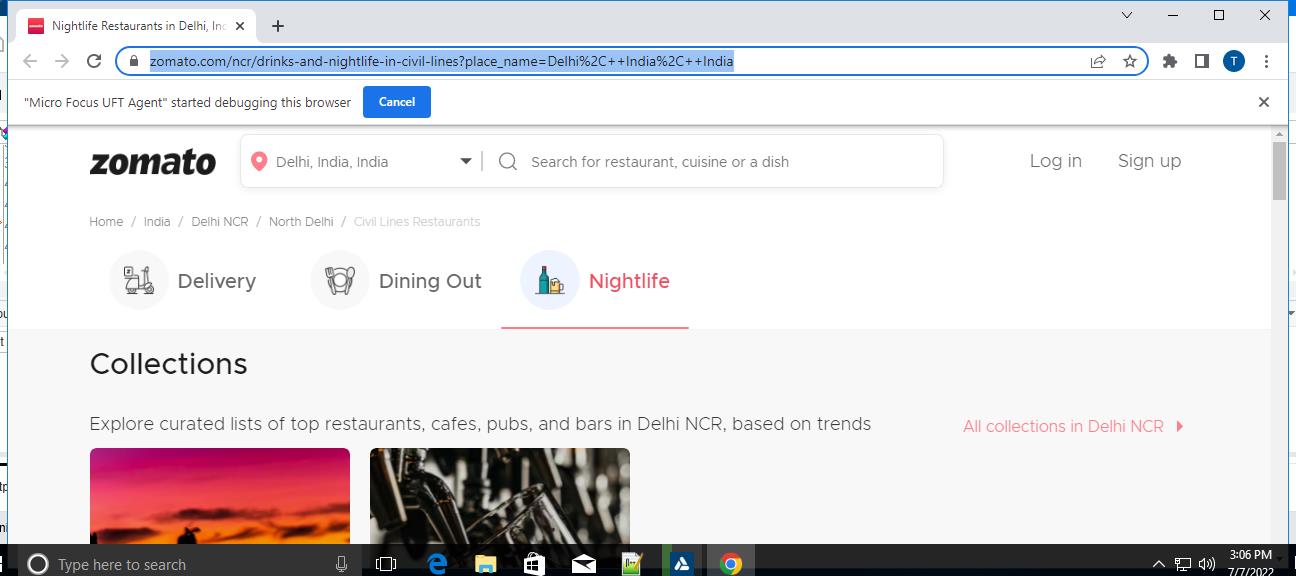 Nightlife Restaurants in Delhi, Inc
zomato.com/ncr/drinks-and-nightlife-in-civil-lines?place_name=Delhi%2C++India%2C++India
T
"Micro Focus UFT Agent" started debugging this browser Cancel
zomato Delhi, India, India Search for restaurant, cuisine or a dish Log in Sign up
Home / India / Delhi NCR / North Delhi / Civil Lines Restaurants
Delivery Dining Out Nightlife
Collections
Explore curated lists of top restaurants, cafes, pubs, and bars in Delhi NCR, based on trends All collections in Delhi NCR
Type here to search
3:06 PM
7/7/2022